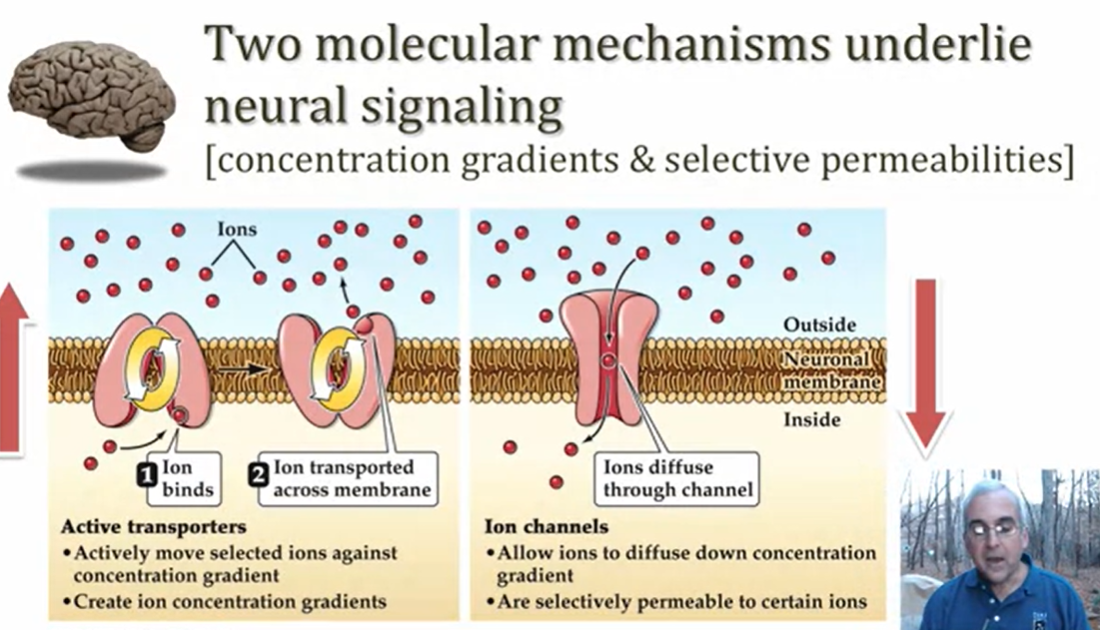 Two molecular mechanisms underlie
neural signaling
[concentration gradients & selective permeabilities]
Ions
1 Ion
binds
2 Ion transported
across membrane
Active transporters
•Actively move selected ions against
concentration gradient
•Create ion concentration gradients
Outside
Neuronal
membrane
Inside
Ions diffuse
through channel
Ion channels
•Allow ions to diffuse down concentration
gradient
•Are selectively permeable to certain ions